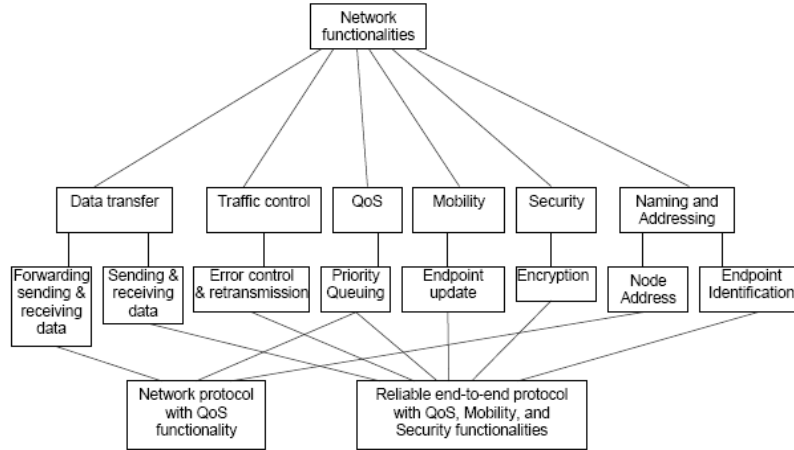 Network
functionalities
Data transfer
Traffic control
QoS
Mobility
Security
Naming and
Addressing
Forwarding
sending &
receiving
data
Sending &
receiving
data
Error control
& retransmission
Priority
Queuing
Endpoint
update
Encryption
Node
Address
Endpoint
Identification
Network protocol
with QoS
functionality
Reliable end-to-end protocol
with QoS, Mobility, and
Security functionalities